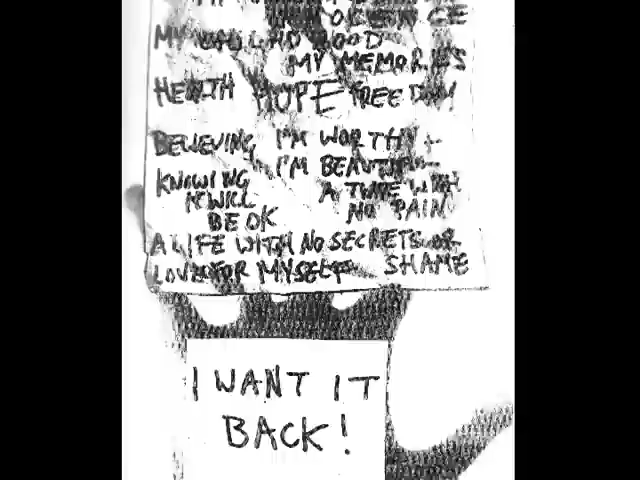 MY CHILDHOOD
MY MEMORIES
HEALTH HOPE FREEDOM
BELIEVING I'M WORTHY
I'M BEAUTIFUL
KNOWING A TIME WITH
IT WILL NO PAIN
BE OK
A LIFE WITH NO SECRETS OR
LOVE FOR MYSELF SHAME
I WANT IT
BACK!